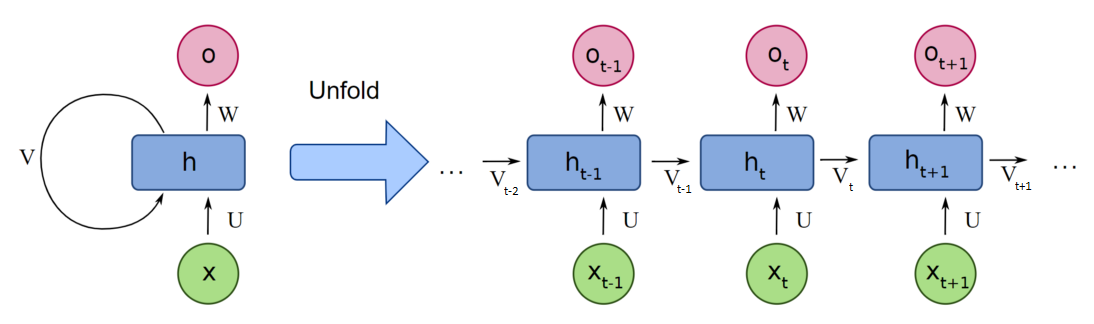 o
W
V
h
U
x
Unfold
...
V_{t-2}
o_{t-1}
W
h_{t-1}
U
x_{t-1}
V_{t-1}
o_t
W
h_t
U
x_t
V_t
o_{t+1}
W
h_{t+1}
U
x_{t+1}
V_{t+1}
...